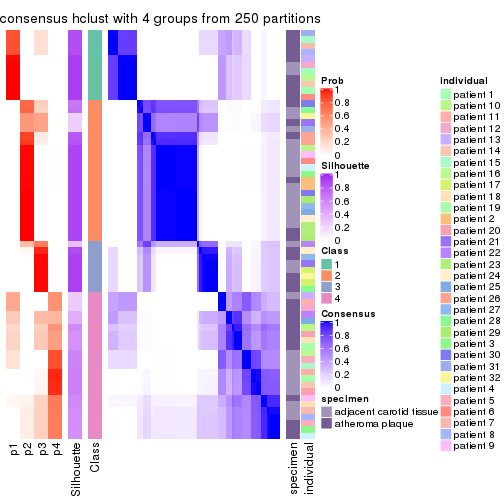 consensus hclust with 4 groups from 250 partitions
Prob
1
0.8
0.6
0.4
0.2
0
Silhouette
1
0.8
0.6
0.4
0.2
0
Class
1
2
3
4
Consensus
1
0.8
0.6
0.4
0.2
0
specimen
adjacent carotid tissue
atheroma plaque
individual
patient 1
patient 10
patient 11
patient 12
patient 13
patient 14
patient 15
patient 16
patient 17
patient 18
patient 19
patient 2
patient 20
patient 21
patient 22
patient 23
patient 24
patient 25
patient 26
patient 27
patient 28
patient 29
patient 3
patient 30
patient 31
patient 32
patient 4
patient 5
patient 6
patient 7
patient 8
patient 9
p1
p2
p3
p4
Silhouette
Class
specimen
individual